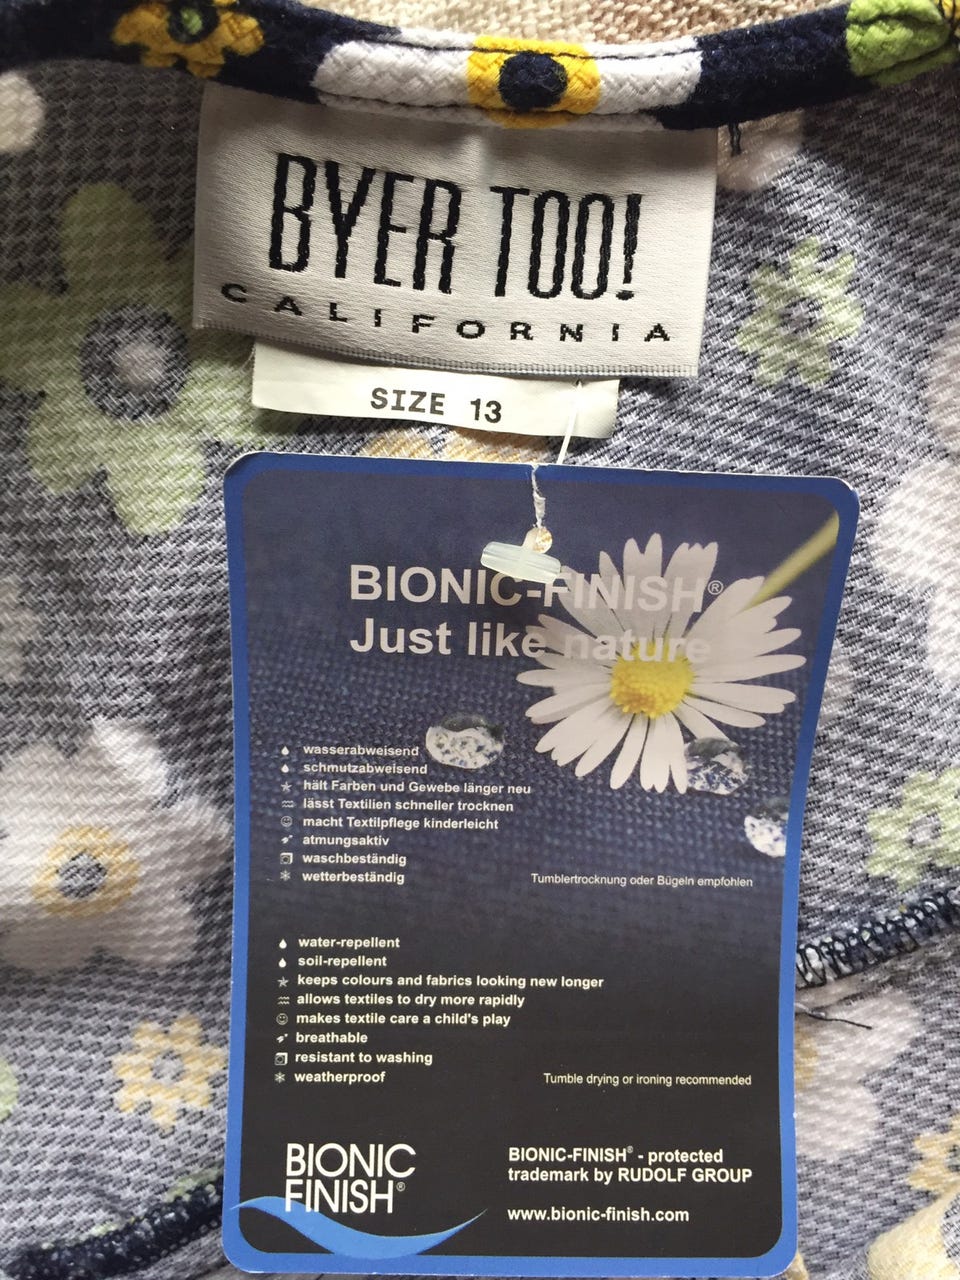 BYER TOO!
CALIFORNIA
SIZE 13
BIONIC-FINISH®
Just like nature
wasserabweisend
schmutzabweisend
hält Farben und Gewebe länger neu
lässt Textilien schneller trocknen
macht Textilpflege kinderleicht
atmungsaktiv
waschbeständig
wetterbeständig
Tumblertrocknung oder Bügeln empfohlen
water-repellent
soil-repellent
keeps colours and fabrics looking new longer
allows textiles to dry more rapidly
makes textile care a child's play
breathable
resistant to washing
weatherproof
Tumble drying or ironing recommended
BIONIC
FINISH®
BIONIC-FINISH® - protected
trademark by RUDOLF GROUP
www.bionic-finish.com